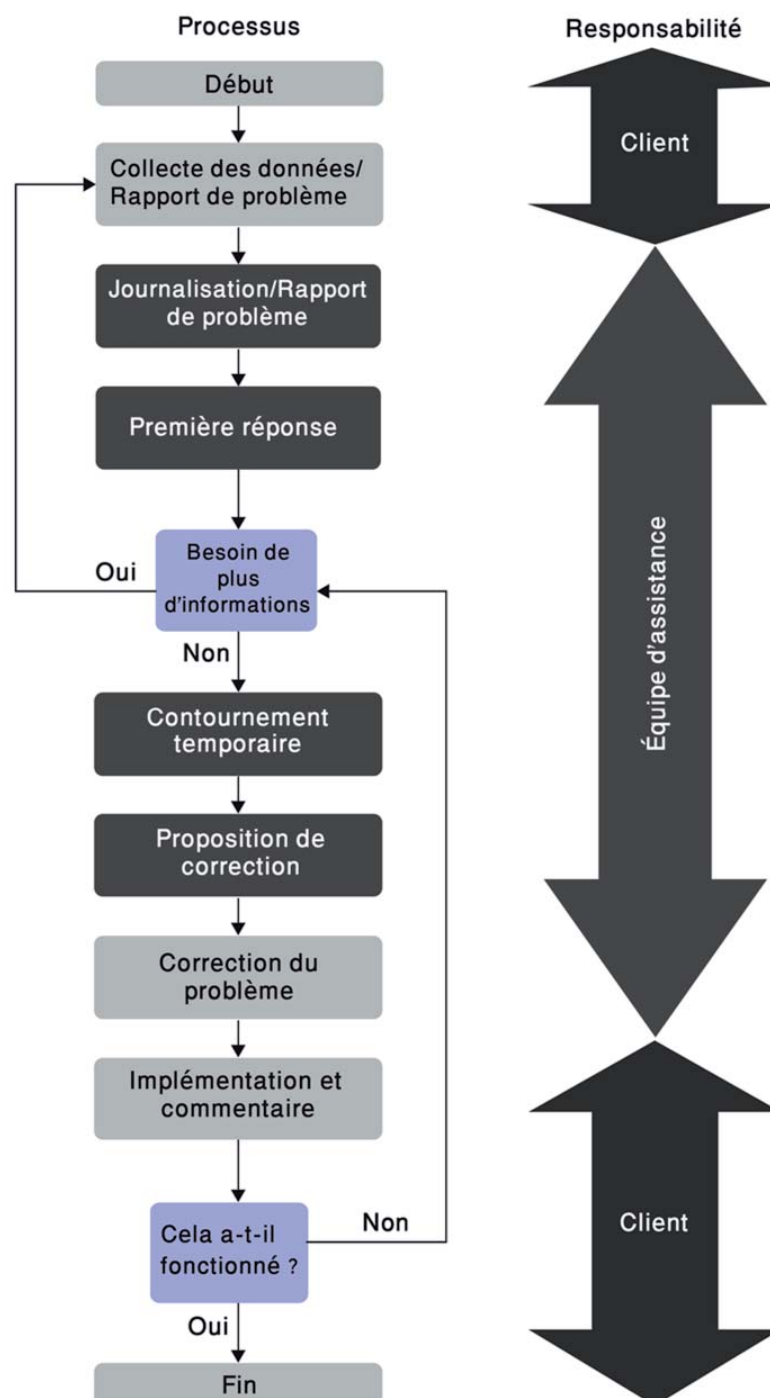 Processus
Responsabilité
Début
Client
Collecte des données/
Rapport de problème
Journalisation/Rapport
de problème
Première réponse
Besoin de
plus
d'informations
Oui
Non
Équipe d'assistance
Contournement
temporaire
Proposition de
correction
Correction du
problème
Implémentation et
commentaire
Cela a-t-il
fonctionné ?
Non
Client
Oui
Fin